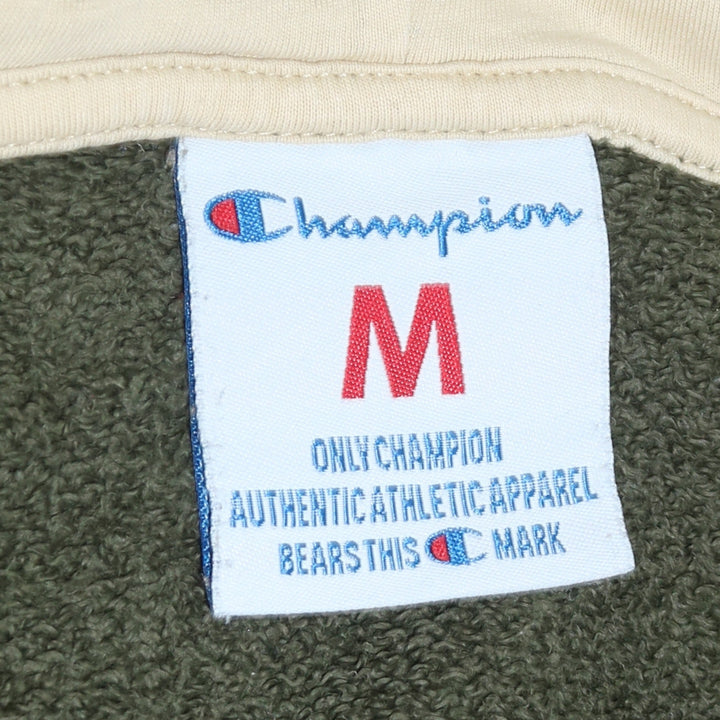 Champion
M
ONLY CHAMPION
AUTHENTIC ATHLETIC APPAREL
BEARS THIS C MARK